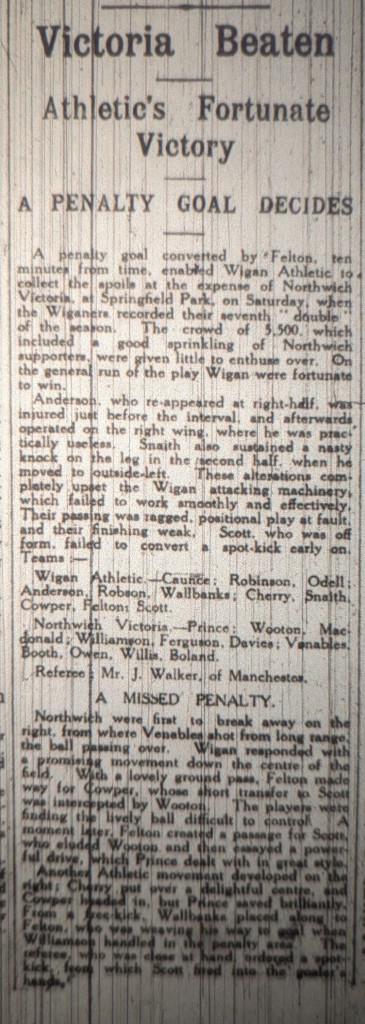 Victoria Beaten
Athletic's Fortunate
Victory
A PENALTY GOAL DECIDES
A penalty goal converted by Felton, ten
minutes from time, enabled Wigan Athletic to
collect the spoils at the expense of Northwich
Victoria, at Springfield Park, on Saturday, when
the Wiganers recorded their seventh "double"
of the season. The crowd of 5,500, which
included a good sprinkling of Northwich
supporters, were given little to enthuse over. On
the general run of the play Wigan were fortunate
to win.
Anderson, who re-appeared at right-half, was
injured just before the interval, and afterwards
operated on the right wing, where he was prac-
tically useless. Snaith also sustained a nasty
knock on the leg in the second half, when he
moved to outside-left. These alterations com-
pletely upset the Wigan attacking machinery,
which failed to work smoothly and effectively.
Their passing was ragged, positional play at fault,
and their finishing weak. Scott, who was off
form, failed to convert a spot-kick early on.
Teams:—
Wigan Athletic.—Caunce; Robinson, Odell;
Anderson, Robson, Wallbanks; Cherry, Snaith,
Cowper, Felton; Scott.
Northwich Victoria.—Prince; Wooton, Mac-
donald; Williamson, Ferguson, Davies; Venables,
Booth, Owen, Willis, Boland.
Referee: Mr. J. Walker, of Manchester.
A MISSED PENALTY.
Northwich were first to break away on the
right, from where Venables shot from long range,
the ball passing over. Wigan responded with
a promising movement down the centre of the
field. With a lovely ground pass, Felton made
way for Cowper, whose short transfer to Scott
was intercepted by Wooton. The players were
finding the lively ball difficult to control. A
moment later, Felton created a passage for Scott,
who eluded Wooton and then essayed a power-
ful drive, which Prince dealt with in great style.
Another Athletic movement developed on the
right; Cherry put over a delightful centre, and
Cowper headed in, but Prince saved brilliantly.
From a free-kick, Wallbanks placed along to
Felton, who was weaving his way to goal when
Williamson handled in the penalty area. The
referee, who was close at hand, ordered a spot-
kick, from which Scott fired into the goaler's
hands.